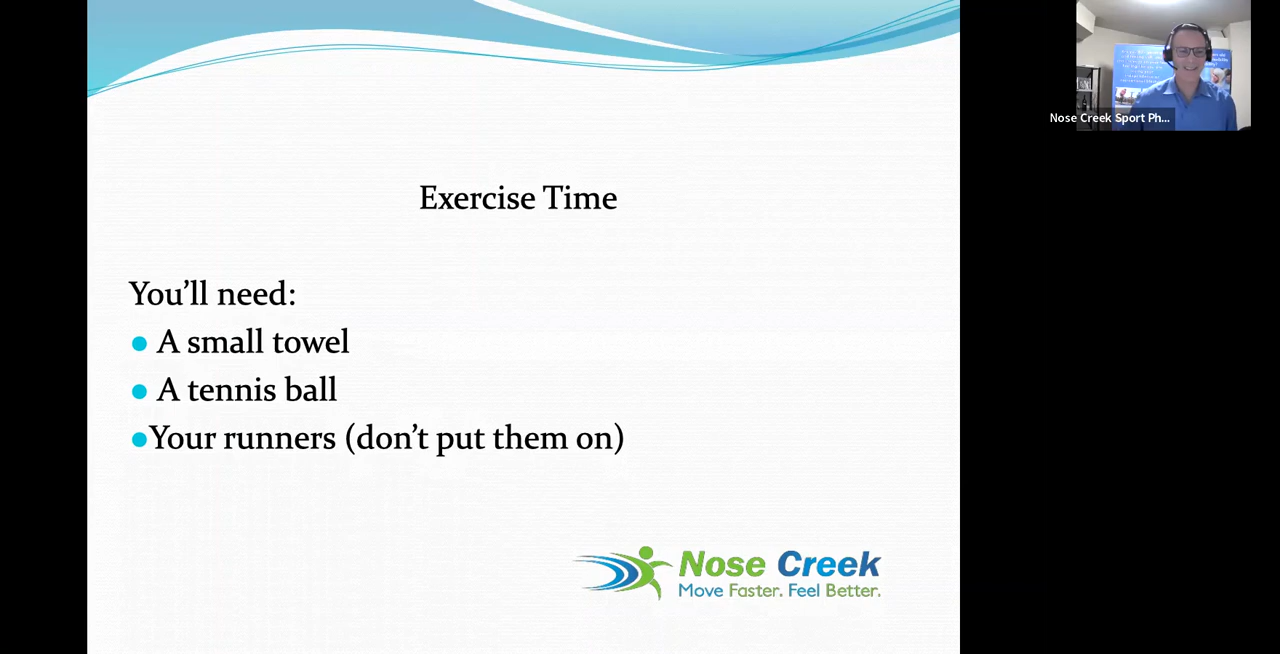 Exercise Time
You'll need:
A small towel
A tennis ball
Your runners (don't put them on)
Nose Creek
Move Faster. Feel Better.
Nose Creek Sport Ph...